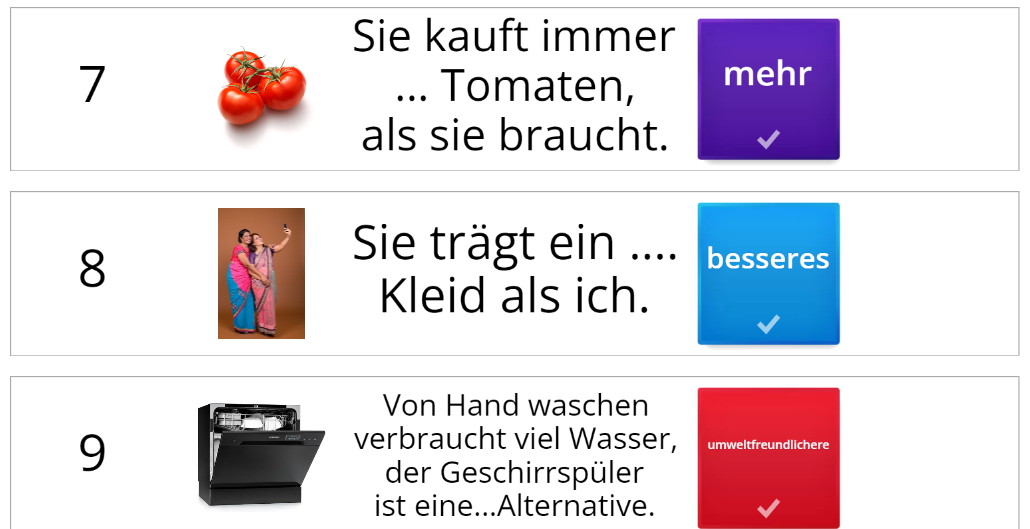 7
Sie kauft immer
... Tomaten,
als sie braucht.
mehr
8
Sie trägt ein ....
Kleid als ich.
besseres
9
Von Hand waschen
verbraucht viel Wasser,
der Geschirrspüler
ist eine...Alternative.
umweltfreundlichere